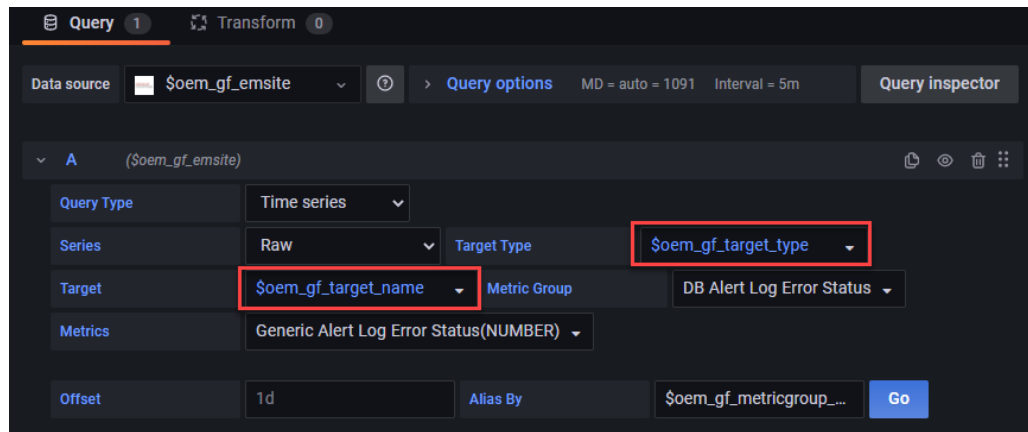 Query 1 Transform 0
Data source $oem_gf_emsite Query options MD = auto = 1091 Interval = 5m Query inspector
A ($oem_gf_emsite)
Query Type Time series
Series Raw Target Type $oem_gf_target_type
Target $oem_gf_target_name Metric Group DB Alert Log Error Status
Metrics Generic Alert Log Error Status(NUMBER)
Offset 1d Alias By $oem_gf_metricgroup_... Go